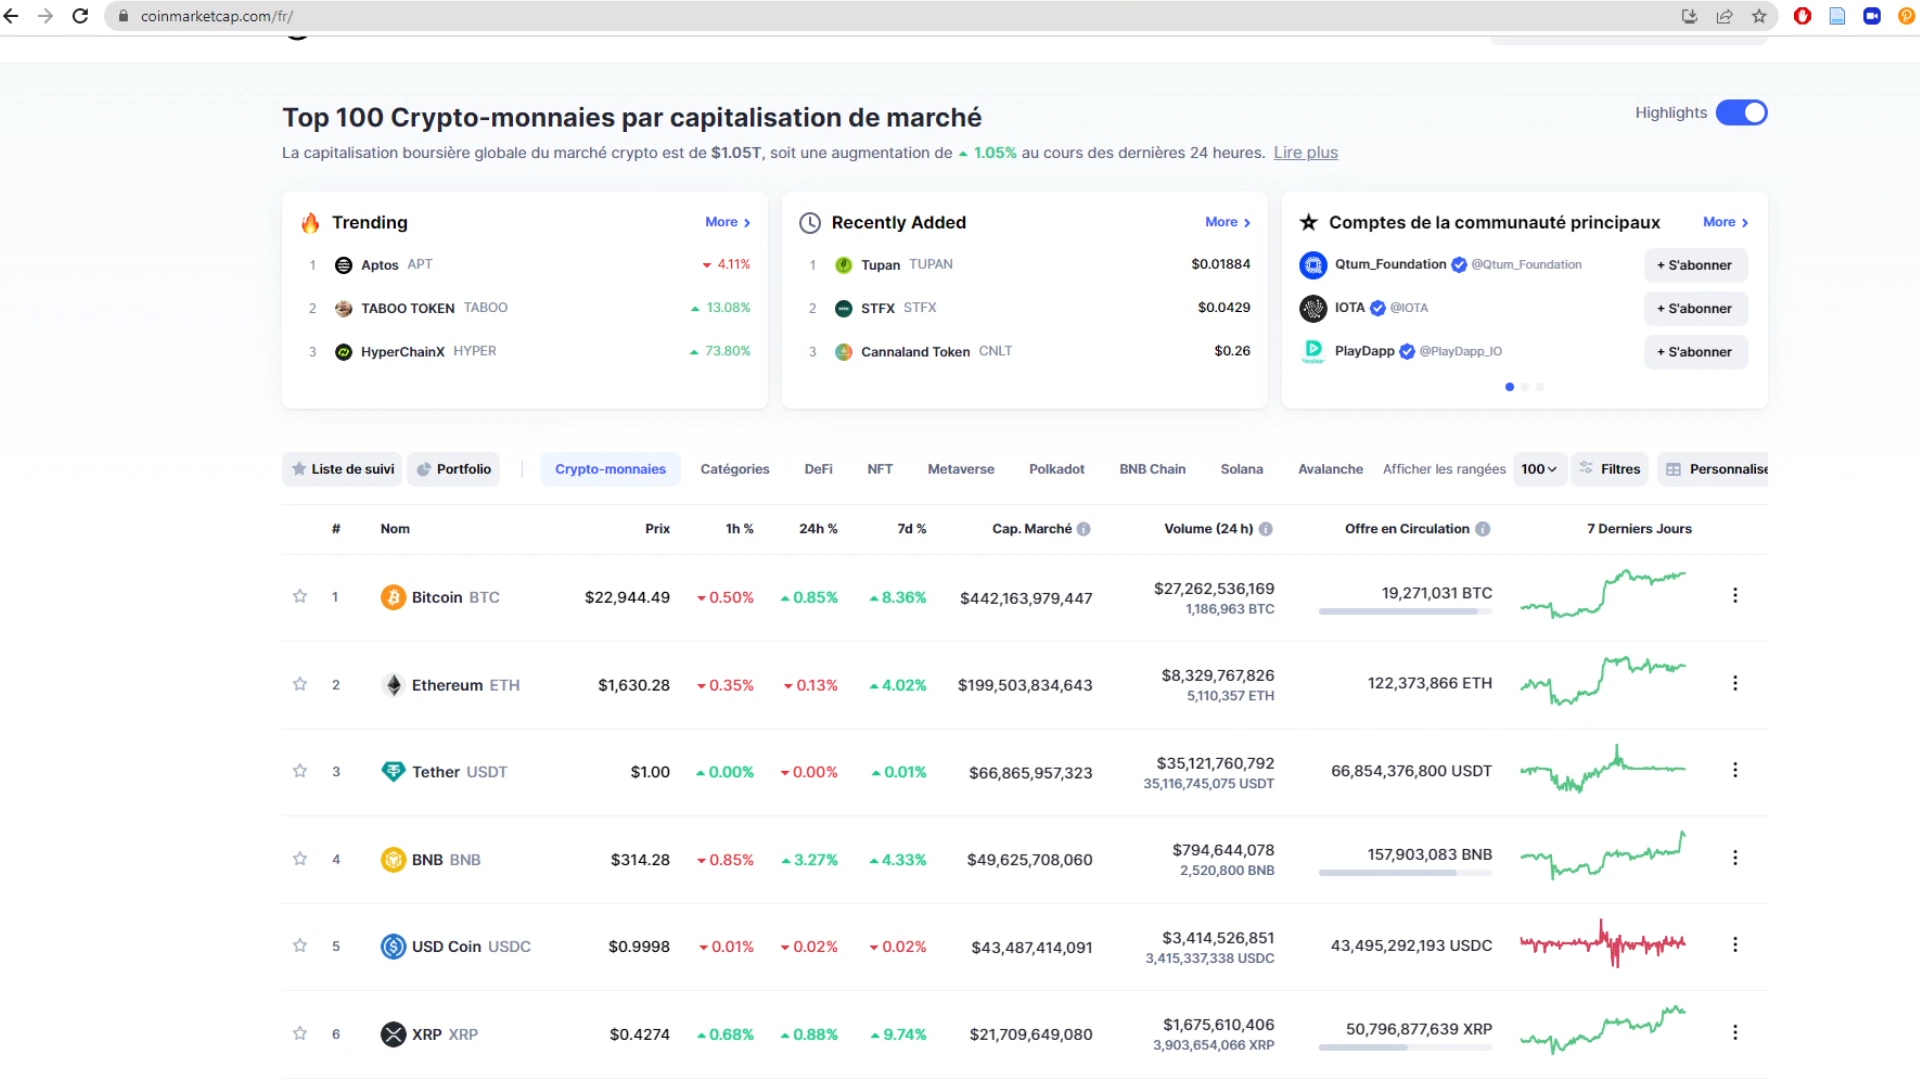 coinmarketcap.com/fr/
Top 100 Crypto-monnaies par capitalisation de marché
Highlights
La capitalisation boursière globale du marché crypto est de $1.05T, soit une augmentation de 1.05% au cours des dernières 24 heures. Lire plus
Trending More
1 Aptos APT 4.11%
2 TABOO TOKEN TABOO 13.08%
3 HyperChainX HYPER 73.80%
Recently Added More
1 Tupan TUPAN $0.01884
2 STFX STFX $0.0429
3 Cannaland Token CNLT $0.26
Comptes de la communauté principaux More
Qtum_Foundation @Qtum_Foundation + S'abonner
IOTA @IOTA + S'abonner
PlayDapp @PlayDapp_IO + S'abonner
Liste de suivi Portfolio Crypto-monnaies Catégories DeFi NFT Metaverse Polkadot BNB Chain Solana Avalanche Afficher les rangées 100 Filtres Personnalise
# Nom Prix 1h % 24h % 7d % Cap. Marché Volume (24 h) Offre en Circulation 7 Derniers Jours
1 Bitcoin BTC $22,944.49 0.50% 0.85% 8.36% $442,163,979,447 $27,262,536,169 19,271,031 BTC
1,186,963 BTC
2 Ethereum ETH $1,630.28 0.35% 0.13% 4.02% $199,503,834,643 $8,329,767,826 122,373,866 ETH
5,110,357 ETH
3 Tether USDT $1.00 0.00% 0.00% 0.01% $66,865,957,323 $35,121,760,792 66,854,376,800 USDT
35,116,745,075 USDT
4 BNB BNB $314.28 0.85% 3.27% 4.33% $49,625,708,060 $794,644,078 157,903,083 BNB
2,520,800 BNB
5 USD Coin USDC $0.9998 0.01% 0.02% 0.02% $43,487,414,091 $3,414,526,851 43,495,292,193 USDC
3,415,337,338 USDC
6 XRP XRP $0.4274 0.68% 0.88% 9.74% $21,709,649,080 $1,675,610,406 50,796,877,639 XRP
3,903,654,066 XRP